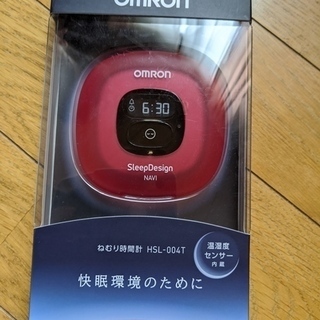 OMRON
OMRON
6:30
SleepDesign
NAVI
ねむり時間計 HSL-004T
温湿度
センサー
内蔵
快眠環境のために